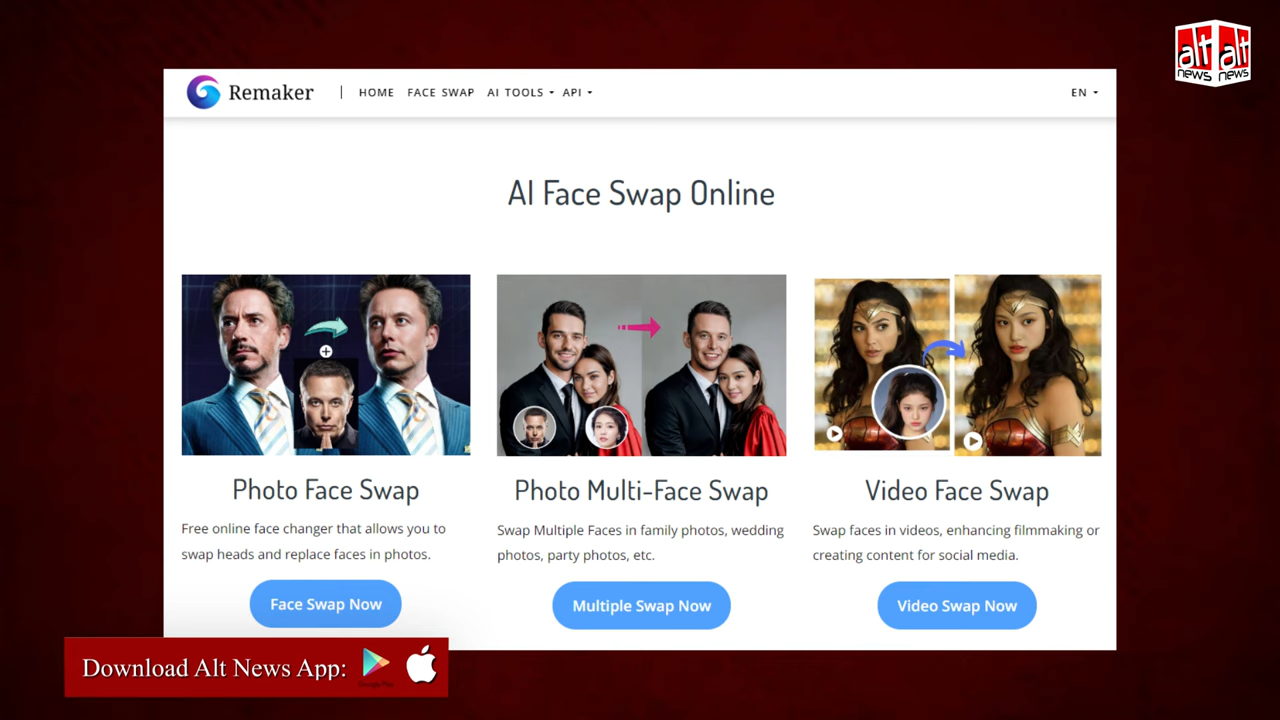 alt alt
news news
Remaker | HOME FACE SWAP AI TOOLS API EN
AI Face Swap Online
Photo Face Swap
Free online face changer that allows you to
swap heads and replace faces in photos.
Face Swap Now
Photo Multi-Face Swap
Swap Multiple Faces in family photos, wedding
photos, party photos, etc.
Multiple Swap Now
Video Face Swap
Swap faces in videos, enhancing filmmaking or
creating content for social media.
Video Swap Now
Download Alt News App: